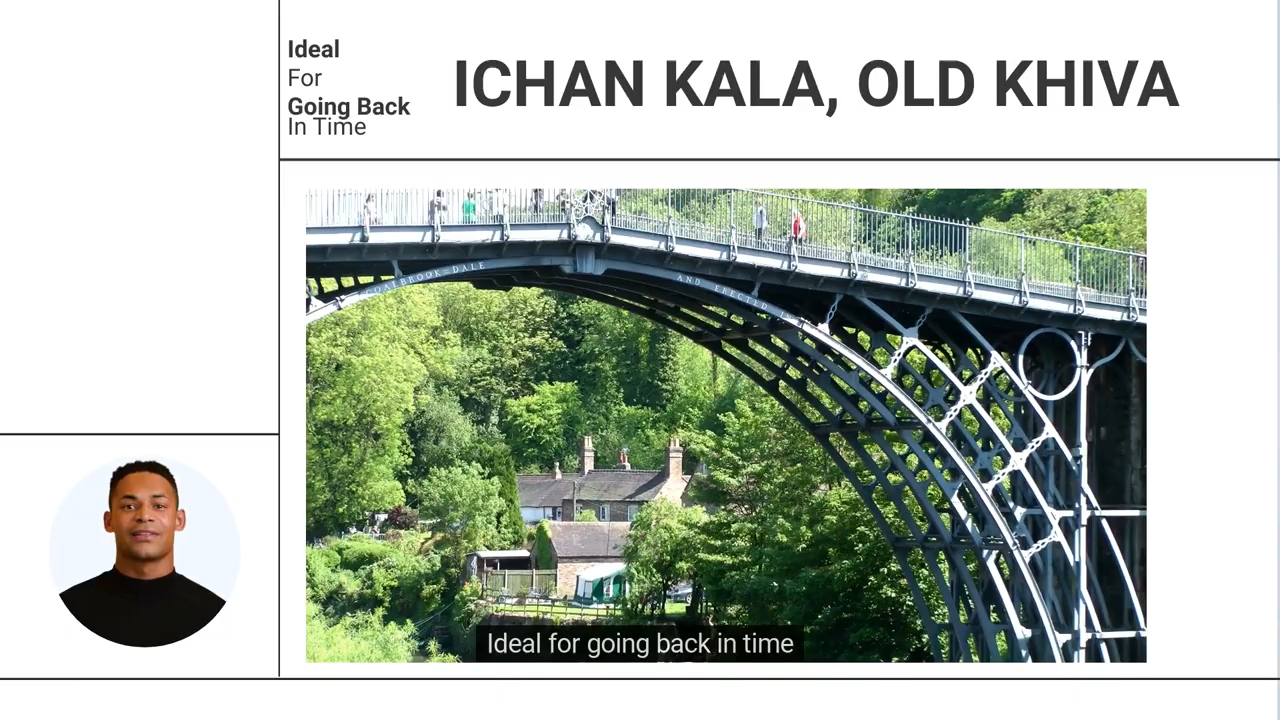 Ideal
For
Going Back
In Time
ICHAN KALA, OLD KHIVA
COALBROOK=DALE
AND ERECTED IN
Ideal for going back in time